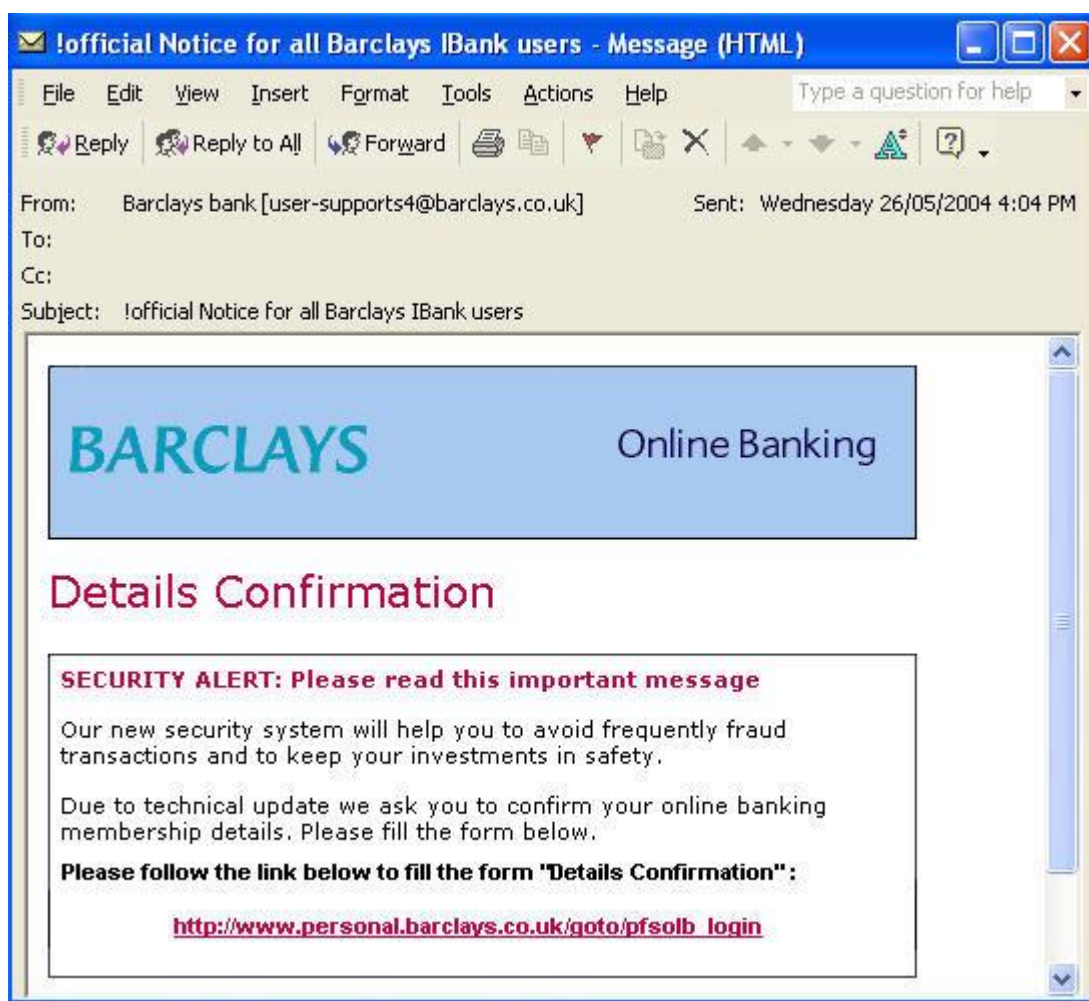 !official Notice for all Barclays IBank users - Message (HTML)
File Edit View Insert Format Tools Actions Help Type a question for help
Reply Reply to All Forward
From: Barclays bank [user-supports4@barclays.co.uk] Sent: Wednesday 26/05/2004 4:04 PM
To:
Cc:
Subject: !official Notice for all Barclays IBank users
BARCLAYS Online Banking
Details Confirmation
SECURITY ALERT: Please read this important message
Our new security system will help you to avoid frequently fraud
transactions and to keep your investments in safety.
Due to technical update we ask you to confirm your online banking
membership details. Please fill the form below.
Please follow the link below to fill the form "Details Confirmation" :
http://www.personal.barclays.co.uk/goto/pfsolb_login